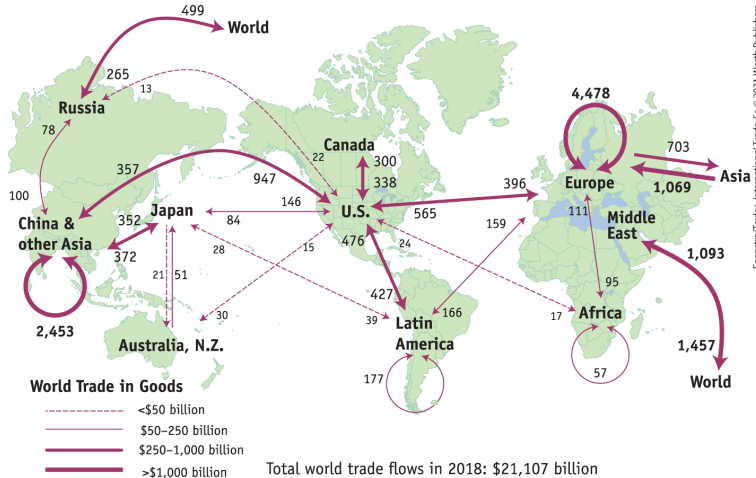 499
World
265
13
Russia
78
4,478
703
Asia
1,069
Canada
300
338
22
357
947
100
China &
other Asia
352
372
Japan
146
84
U.S.
565
396
Europe
111
Middle
East
1,093
476
24
159
28
15
21
51
30
2,453
Australia, N.Z.
427
39
166
Latin
America
177
95
17
Africa
57
1,457
World
World Trade in Goods
<$50 billion
$50–250 billion
$250–1,000 billion
>$1,000 billion
Total world trade flows in 2018: $21,107 billion